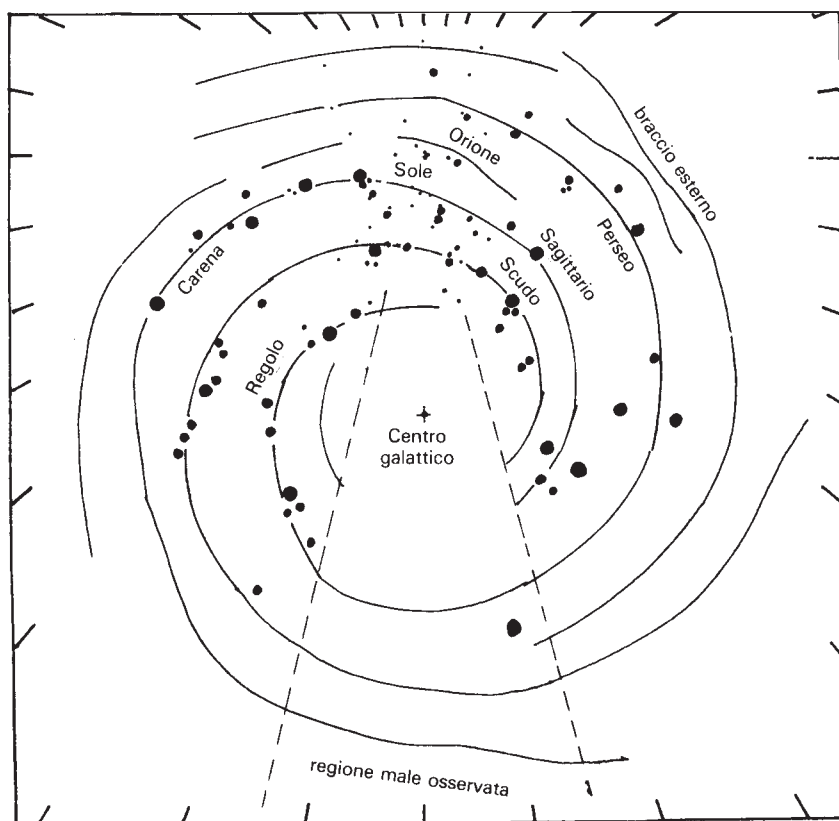 braccio esterno
Orione
Sole
Perseo
Sagittario
Scudo
Carena
Regolo
Centro
galattico
regione male osservata